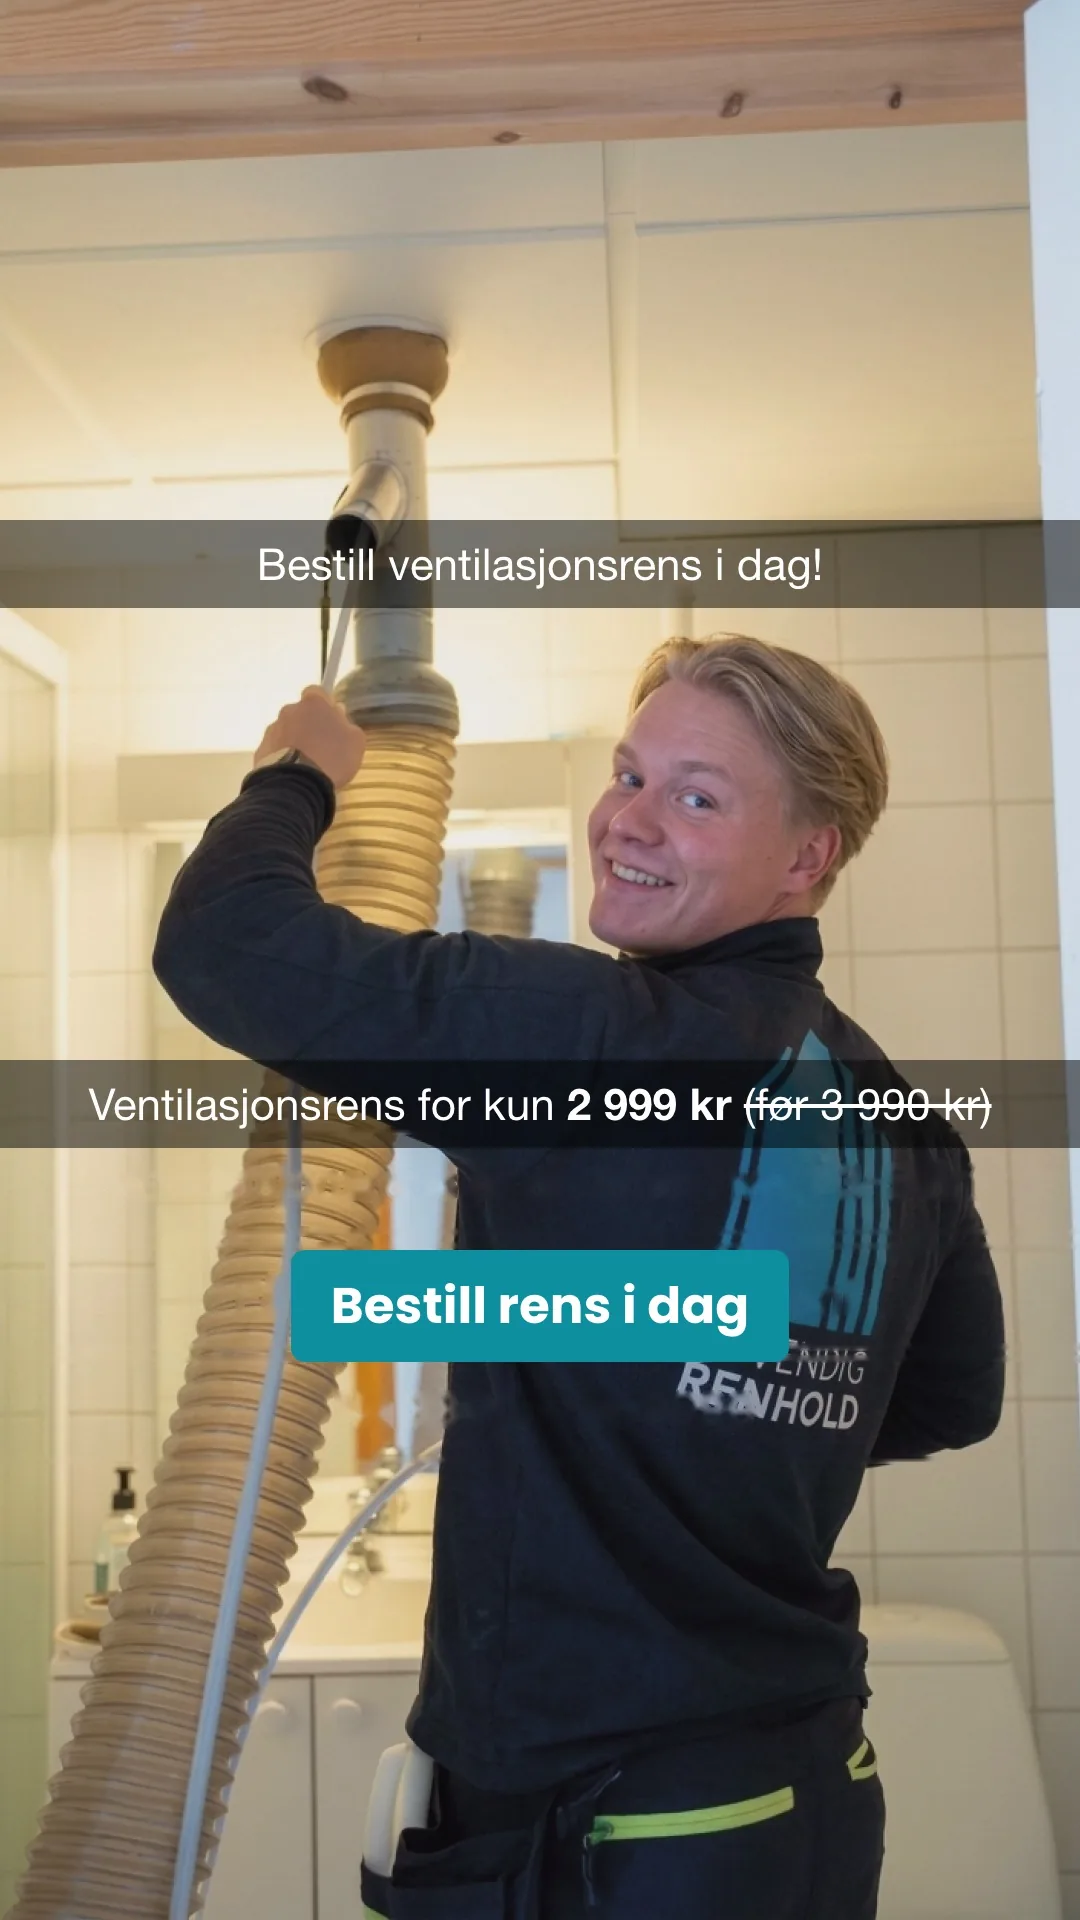 Bestill ventilasjonsrens i dag!
Ventilasjonsrens for kun 2 999 kr (før 3 990 kr)
Bestill rens i dag
RENHOLD